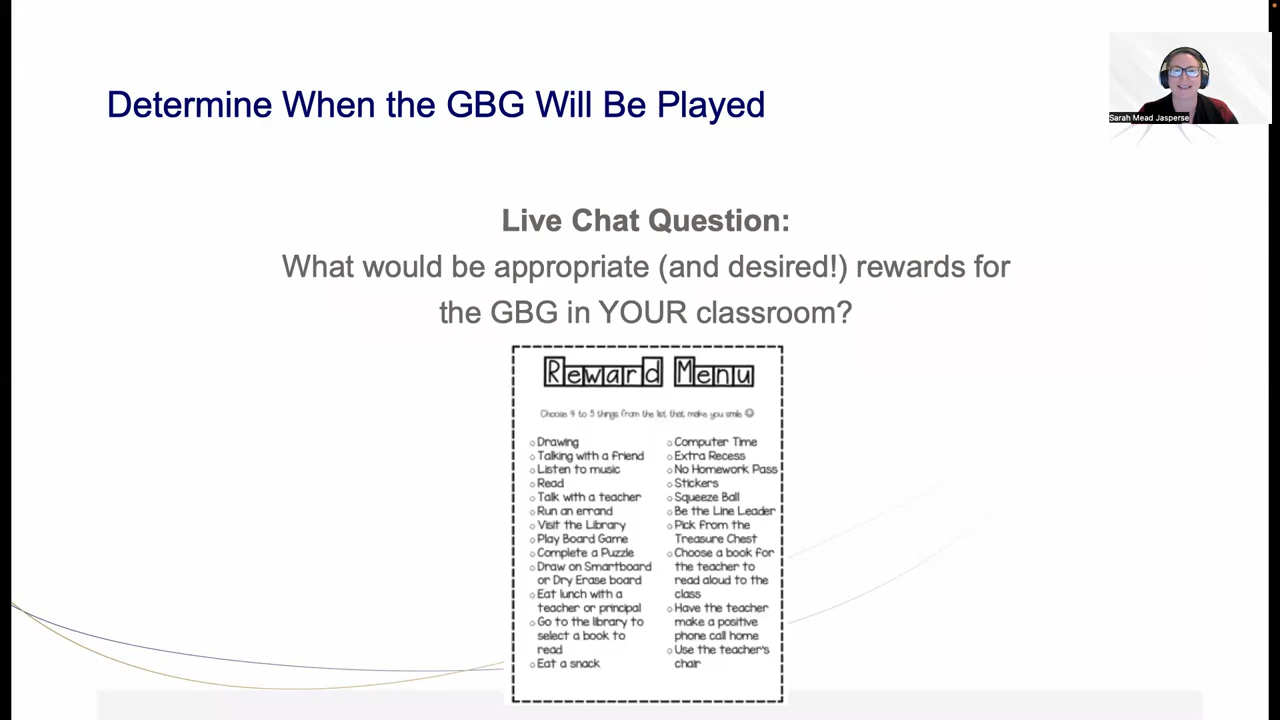 Determine When the GBG Will Be Played
Sarah Mead Jasperse
Live Chat Question:
What would be appropriate (and desired!) rewards for
the GBG in YOUR classroom?
Reward Menu
Choose 4 to 5 things from the list that make you smile ☺
Drawing
Talking with a friend
Listen to music
Read
Talk with a teacher
Run an errand
Visit the Library
Play Board Game
Complete a Puzzle
Draw on Smartboard
or Dry Erase board
Eat lunch with a
teacher or principal
Go to the library to
select a book to
read
Eat a snack
Computer Time
Extra Recess
No Homework Pass
Stickers
Squeeze Ball
Be the Line Leader
Pick from the
Treasure Chest
Choose a book for
the teacher to
read aloud to the
class
Have the teacher
make a positive
phone call home
Use the teacher's
chair